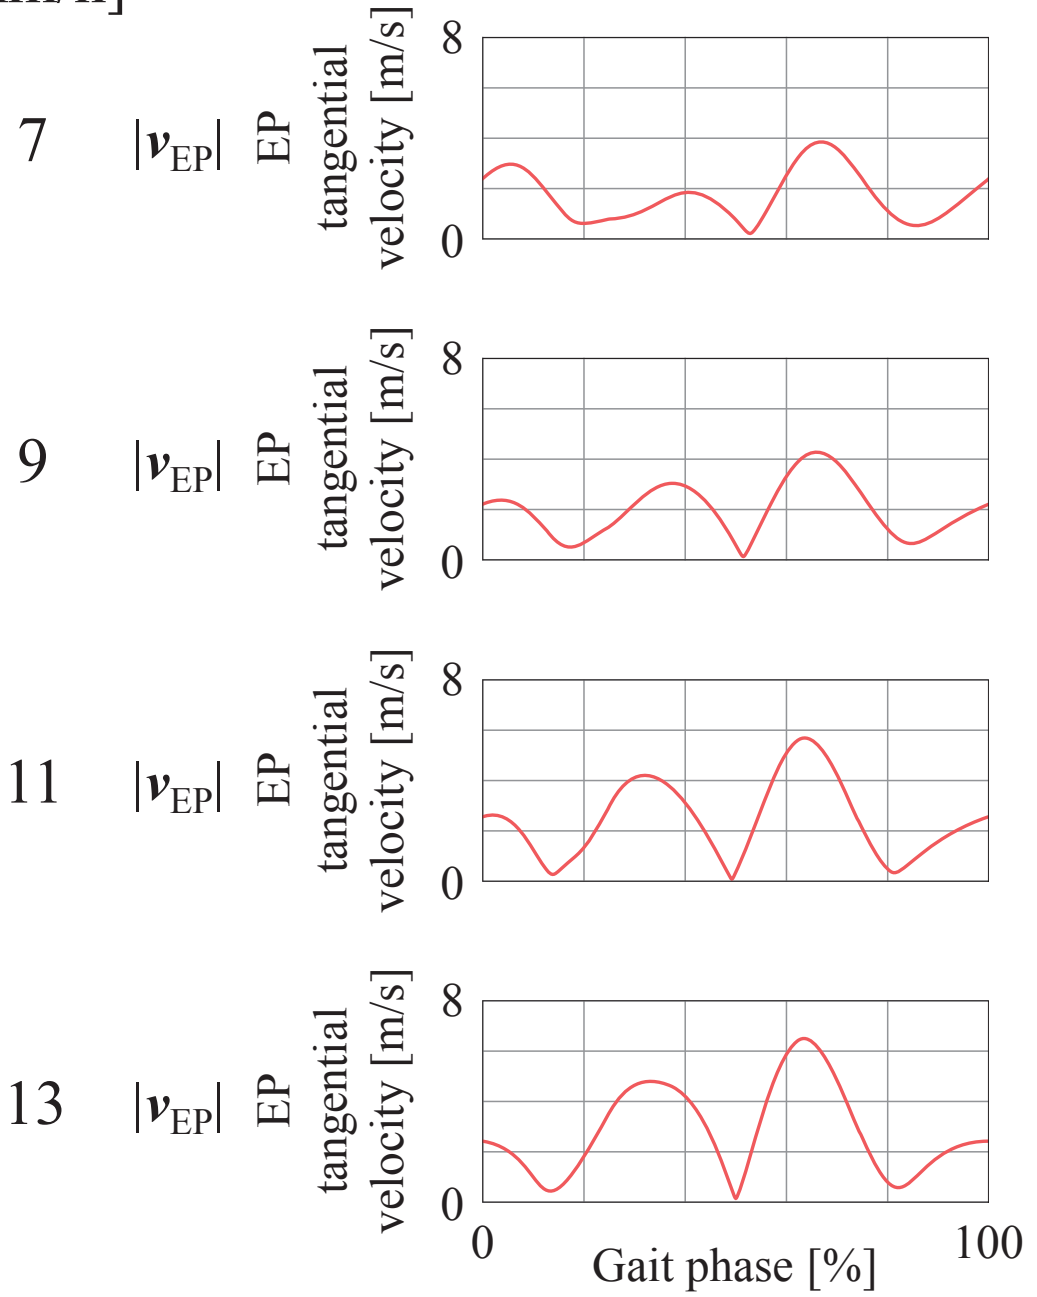 7 |vEP| EP tangential velocity [m/s] 8 0
9 |vEP| EP tangential velocity [m/s] 8 0
11 |vEP| EP tangential velocity [m/s] 8 0
13 |vEP| EP tangential velocity [m/s] 8 0
0 100
Gait phase [%]